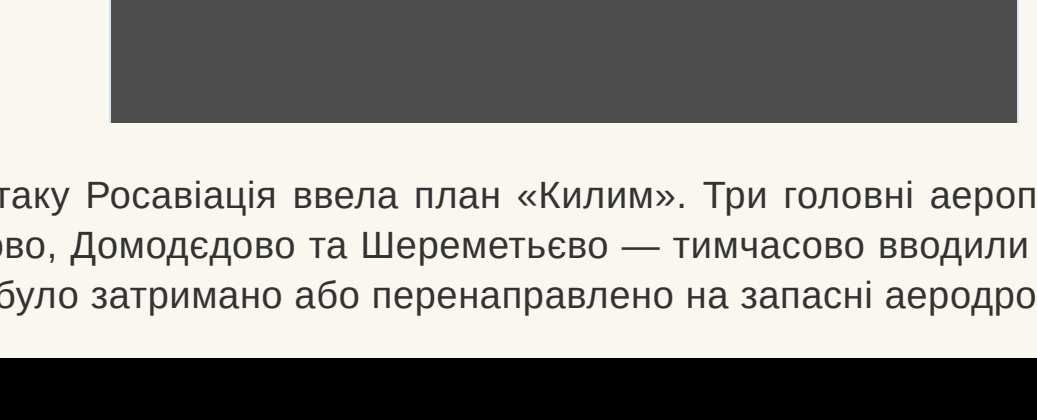 таку Росавіація ввела план «Килим». Три головні аероп
ово, Домодєдово та Шереметьєво — тимчасово вводили
було затримано або перенаправлено на запасні аеродро